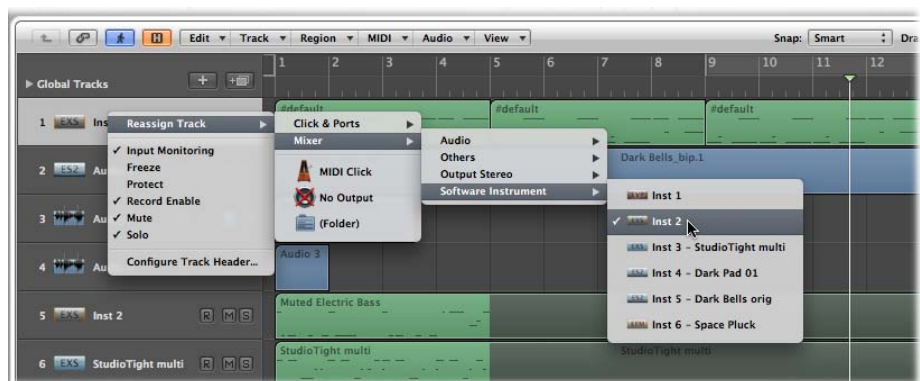 Edit Track Region MIDI Audio View Snap: Smart Dra
Global Tracks 1 2 3 4 5 6 7 8 9 10 11 12
#default #default #default
1 EXS Ins
Reassign Track
Input Monitoring
Freeze
Protect
Record Enable
Mute
Solo
Configure Track Header...
Click & Ports
Mixer
MIDI Click
No Output
(Folder)
Audio
Others
Output Stereo
Software Instrument
Inst 1
Inst 2
Inst 3 – StudioTight multi
Inst 4 – Dark Pad 01
Inst 5 – Dark Bells orig
Inst 6 – Space Pluck
2 ES2 Au
Dark Bells_bip.1
3 Au
4 Au
Audio 3
5 EXS Inst 2 R M S
Muted Electric Bass
6 EXS StudioTight multi R M S
StudioTight multi StudioTight multi